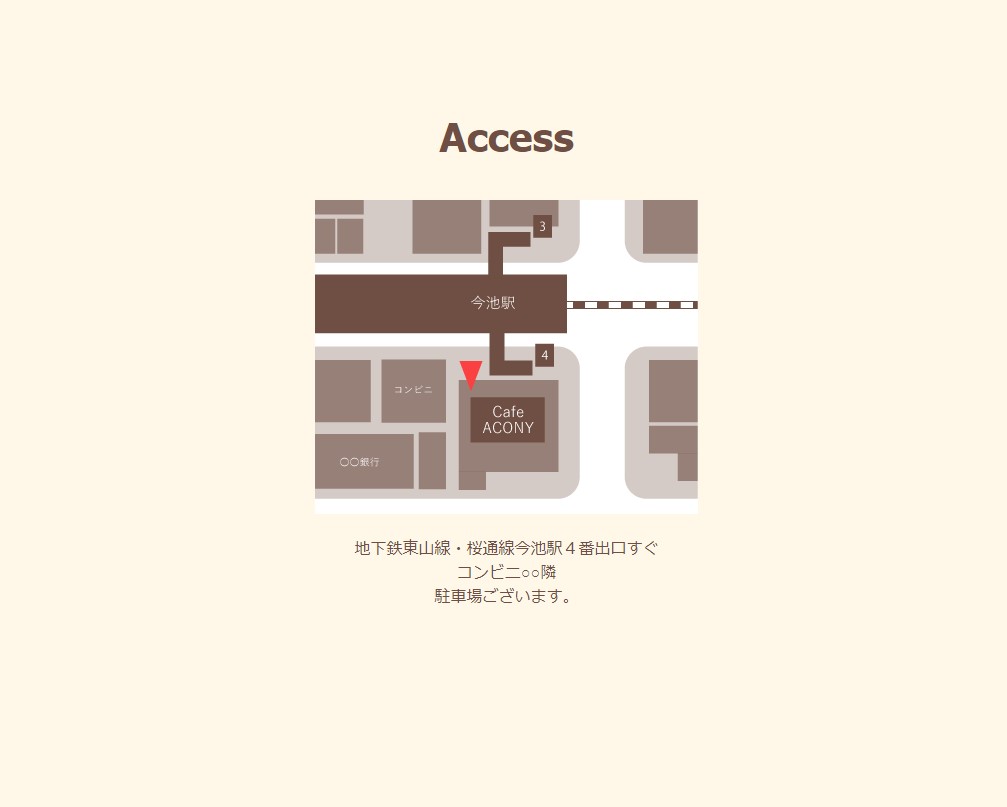 Access
3
今池駅
4
コンビニ
Cafe
ACONY
〇〇銀行
地下鉄東山線・桜通線今池駅４番出口すぐ
コンビニ○○隣
駐車場ございます。